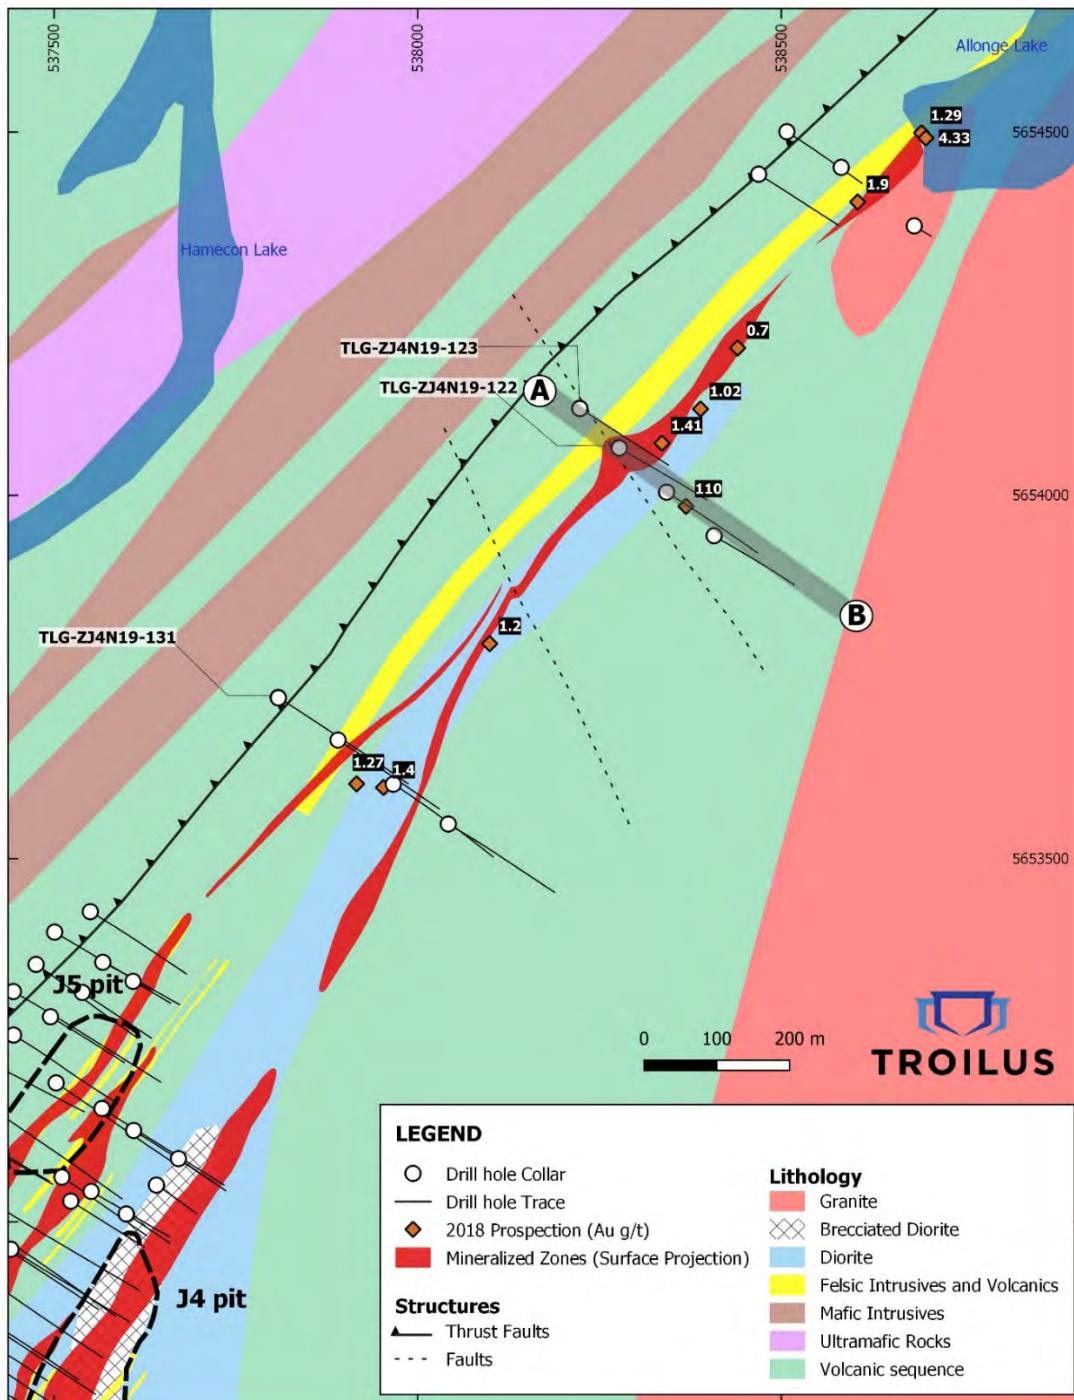 537500
538000
538500
Allonge Lake
1.29
5654500
4.33
1.9
Hamecon Lake
0.7
TLG-ZJ4N19-123
TLG-ZJ4N19-122
A
1.02
1.41
110
5654000
B
1.2
TLG-ZJ4N19-131
1.27
1.4
5653500
J5 pit
0 100 200 m
TROILUS
J4 pit
LEGEND
Drill hole Collar
Drill hole Trace
2018 Prospection (Au g/t)
Mineralized Zones (Surface Projection)
Structures
Thrust Faults
Faults
Lithology
Granite
Brecciated Diorite
Diorite
Felsic Intrusives and Volcanics
Mafic Intrusives
Ultramafic Rocks
Volcanic sequence